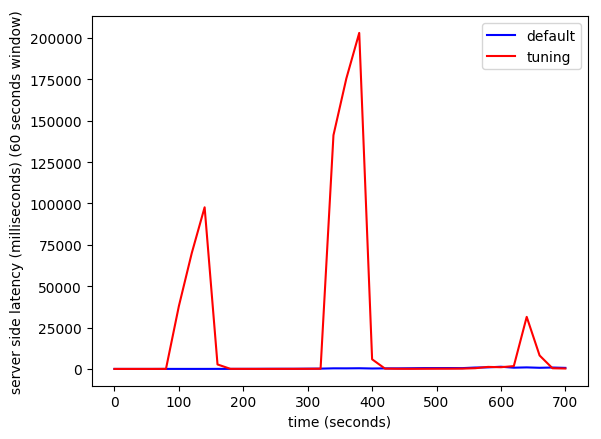 server side latency (milliseconds) (60 seconds window)
200000
175000
150000
125000
100000
75000
50000
25000
0
default
tuning
0 100 200 300 400 500 600 700
time (seconds)